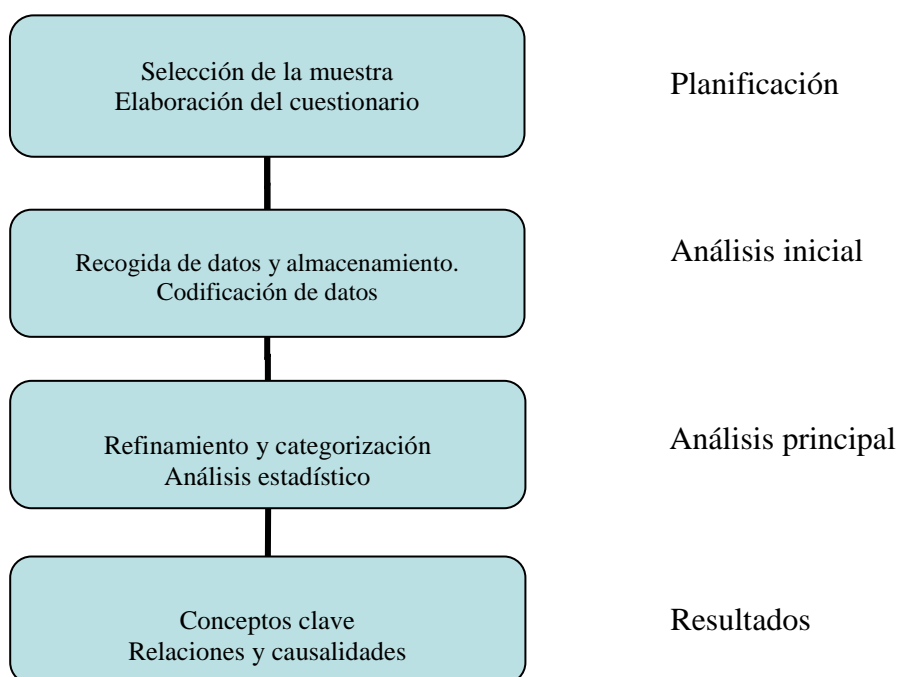 Selección de la muestra
Elaboración del cuestionario
Planificación
Recogida de datos y almacenamiento.
Codificación de datos
Análisis inicial
Refinamiento y categorización
Análisis estadístico
Análisis principal
Conceptos clave
Relaciones y causalidades
Resultados